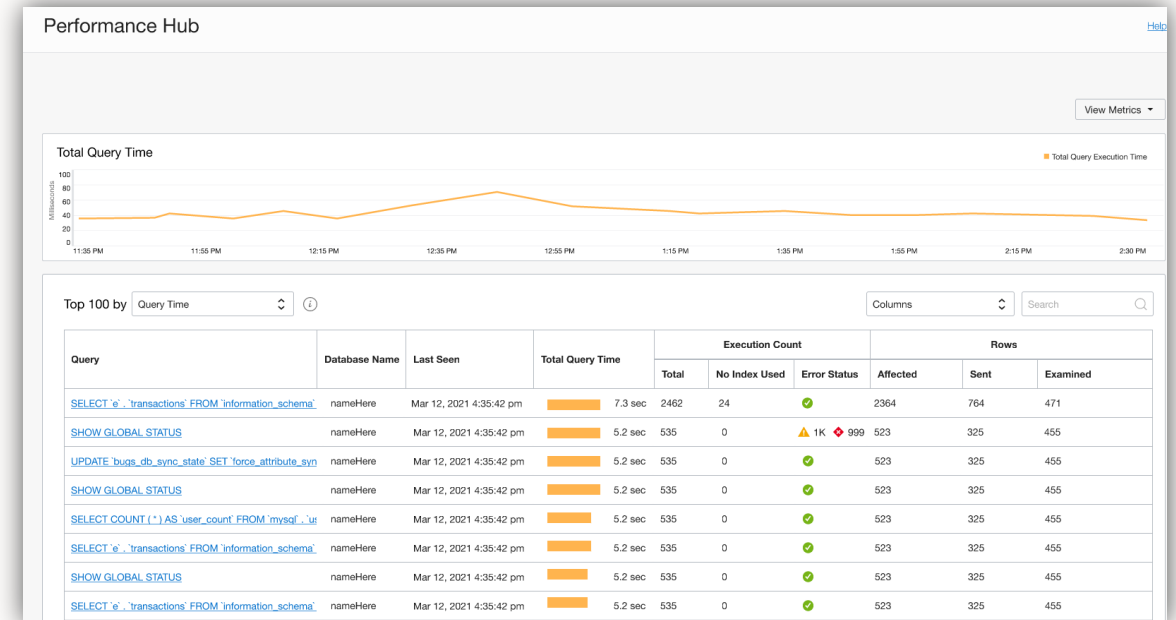 Performance Hub
Help
View Metrics
Total Query Time
Total Query Execution Time
Milliseconds
100
80
60
40
20
0
11:35 PM 11:55 PM 12:15 PM 12:35 PM 12:55 PM 1:15 PM 1:35 PM 1:55 PM 2:15 PM 2:30 PM
Top 100 by Query Time i Columns Search
Execution Count Rows
Query Database Name Last Seen Total Query Time
Total No Index Used Error Status Affected Sent Examined
SELECT `e` . `transactions` FROM `information_schema` nameHere Mar 12, 2021 4:35:42 pm 7.3 sec 2462 24 2364 764 471
SHOW GLOBAL STATUS nameHere Mar 12, 2021 4:35:42 pm 5.2 sec 535 0 1K 999 523 325 455
UPDATE `bugs_db_sync_state` SET `force_attribute_syn nameHere Mar 12, 2021 4:35:42 pm 5.2 sec 535 0 523 325 455
SHOW GLOBAL STATUS nameHere Mar 12, 2021 4:35:42 pm 5.2 sec 535 0 523 325 455
SELECT COUNT ( * ) AS `user_count` FROM `mysql` . `us nameHere Mar 12, 2021 4:35:42 pm 5.2 sec 535 0 523 325 455
SELECT `e` . `transactions` FROM `information_schema` nameHere Mar 12, 2021 4:35:42 pm 5.2 sec 535 0 523 325 455
SHOW GLOBAL STATUS nameHere Mar 12, 2021 4:35:42 pm 5.2 sec 535 0 523 325 455
SELECT `e` . `transactions` FROM `information_schema` nameHere Mar 12, 2021 4:35:42 pm 5.2 sec 535 0 523 325 455